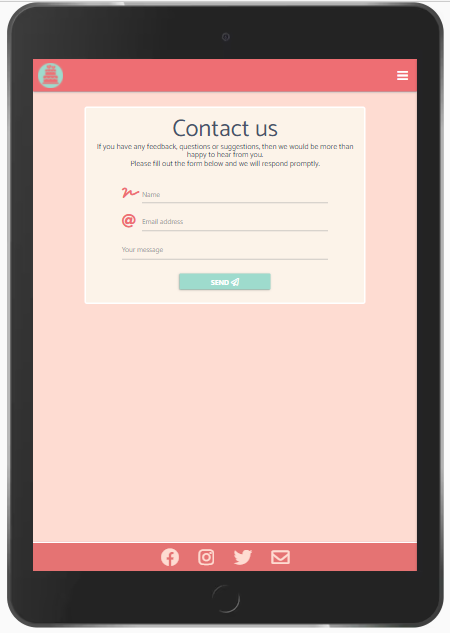 Contact us
If you have any feedback, questions or suggestions, then we would be more than
happy to hear from you.
Please fill out the form below and we will respond promptly.
Name
@ Email address
Your message
SEND